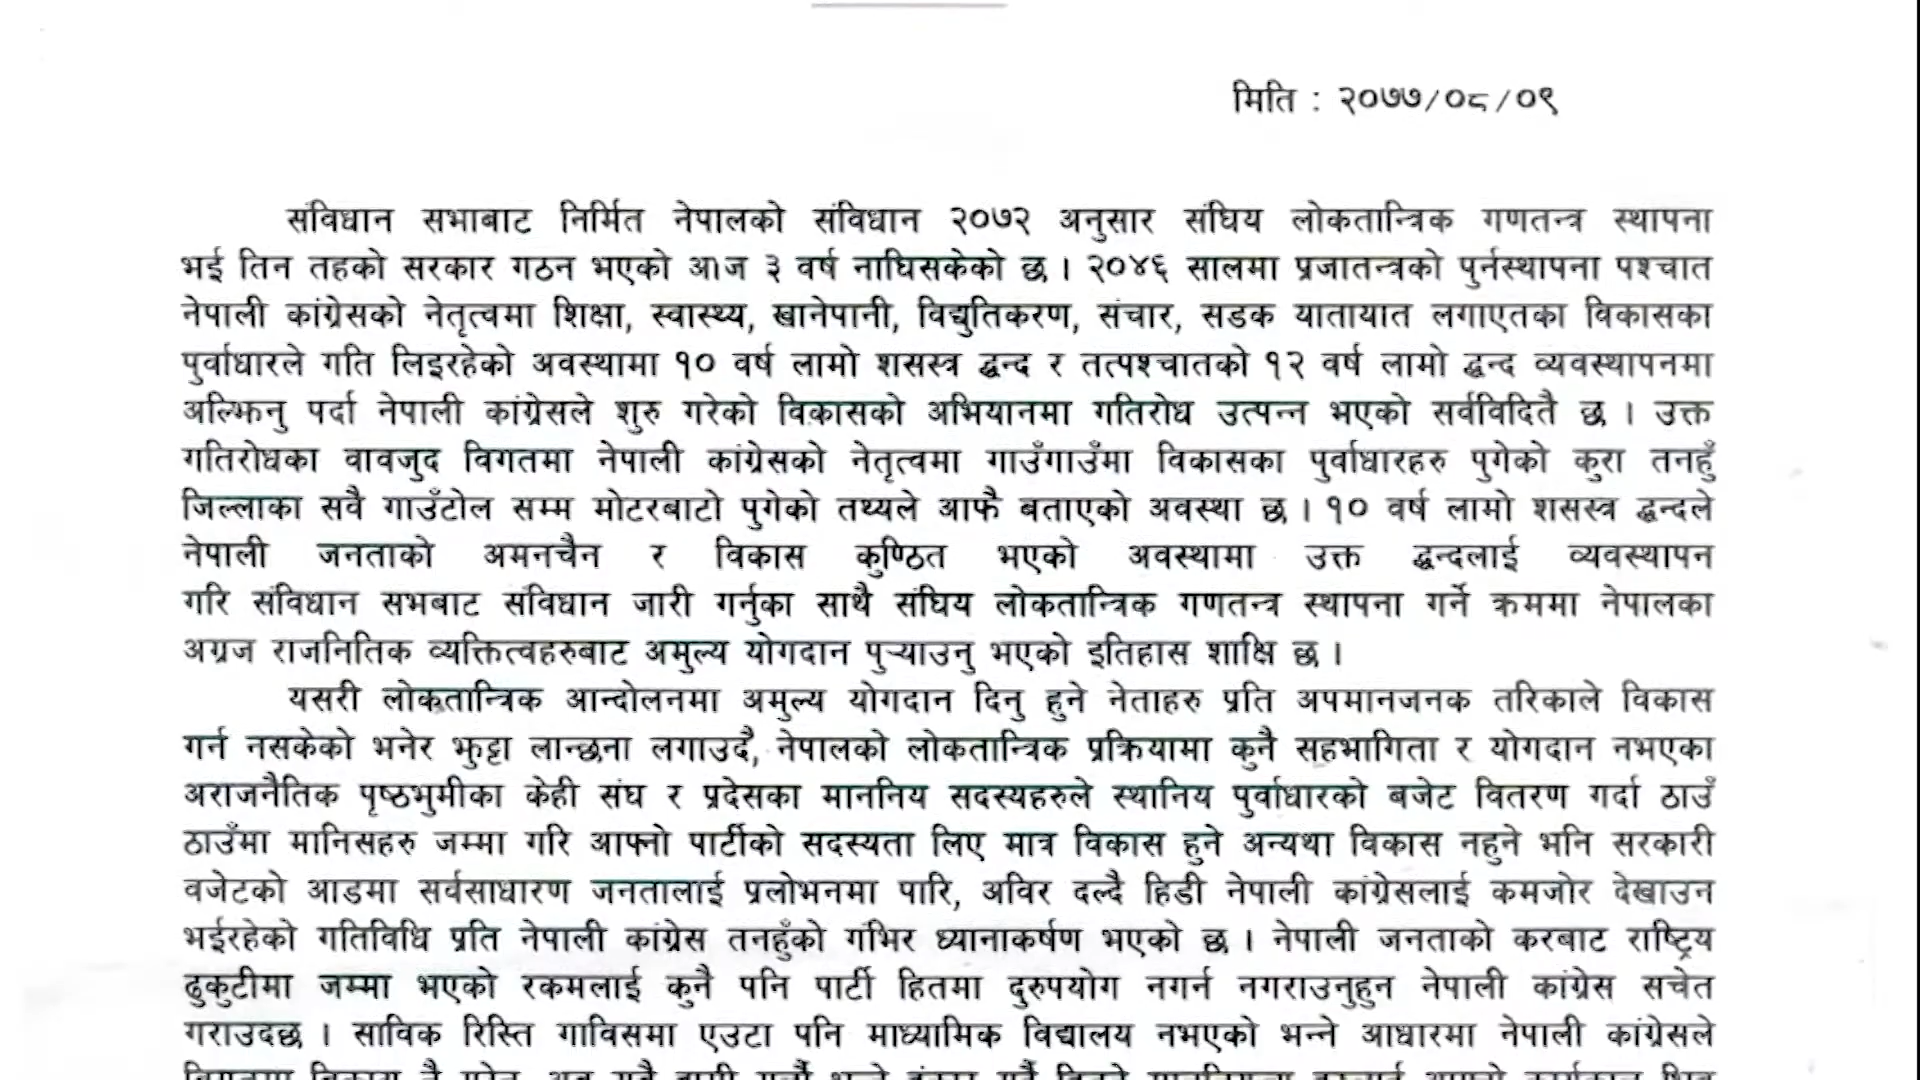 मिति : २०७७/०८/०९
संविधान सभाबाट निर्मित नेपालको संविधान २०७२ अनुसार संघिय लोकतान्त्रिक गणतन्त्र स्थापना
भई तिन तहको सरकार गठन भएको आज ३ वर्ष नाघिसकेको छ । २०४६ सालमा प्रजातन्त्रको पुर्नस्थापना पश्चात
नेपाली कांग्रेसको नेतृत्वमा शिक्षा, स्वास्थ्य, खानेपानी, विद्युतिकरण, संचार, सडक यातायात लगाएतका विकासका
पुर्वाधारले गति लिइरहेको अवस्थामा १० वर्ष लामो शसस्त्र द्धन्द र तत्पश्चातको १२ वर्ष लामो द्धन्द व्यवस्थापनमा
अल्झिनु पर्दा नेपाली कांग्रेसले शुरु गरेको विकासको अभियानमा गतिरोध उत्पन्न भएको सर्वविदितै छ । उक्त
गतिरोधका वावजुद विगतमा नेपाली कांग्रेसको नेतृत्वमा गाउँगाउँमा विकासका पुर्वाधारहरु पुगेको कुरा तनहुँ
जिल्लाका सवै गाउँटोल सम्म मोटरबाटो पुगेको तथ्यले आफै बताएको अवस्था छ । १० वर्ष लामो शसस्त्र द्धन्दले
नेपाली जनताको अमनचैन र विकास कुण्ठित भएको अवस्थामा उक्त द्धन्दलाई व्यवस्थापन
गरि संविधान सभबाट संविधान जारी गर्नुका साथै संघिय लोकतान्त्रिक गणतन्त्र स्थापना गर्ने क्रममा नेपालका
अग्रज राजनितिक व्यक्तित्वहरुबाट अमुल्य योगदान पुऱ्याउनु भएको इतिहास शाक्षि छ ।
यसरी लोकतान्त्रिक आन्दोलनमा अमुल्य योगदान दिनु हुने नेताहरु प्रति अपमानजनक तरिकाले विकास
गर्न नसकेको भनेर झुट्टा लान्छना लगाउदै, नेपालको लोकतान्त्रिक प्रक्रियामा कुनै सहभागिता र योगदान नभएका
अराजनैतिक पृष्ठभुमीका केही संघ र प्रदेसका माननिय सदस्यहरुले स्थानिय पुर्वाधारको बजेट वितरण गर्दा ठाउँ
ठाउँमा मानिसहरु जम्मा गरि आफ्नो पार्टीको सदस्यता लिए मात्र विकास हुने अन्यथा विकास नहुने भनि सरकारी
वजेटको आडमा सर्वसाधारण जनतालाई प्रलोभनमा पारि, अविर दल्दै हिडी नेपाली कांग्रेसलाई कमजोर देखाउन
भईरहेको गतिविधि प्रति नेपाली कांग्रेस तनहुँको गंभिर ध्यानाकर्षण भएको छ । नेपाली जनताको करबाट राष्ट्रिय
ढुकुटीमा जम्मा भएको रकमलाई कुनै पनि पार्टी हितमा दुरुपयोग नगर्न नगराउनुहुन नेपाली कांग्रेस सचेत
गराउदछ । साविक रिस्ति गाविसमा एउटा पनि माध्यामिक विद्यालय नभएको भन्ने आधारमा नेपाली कांग्रेसले